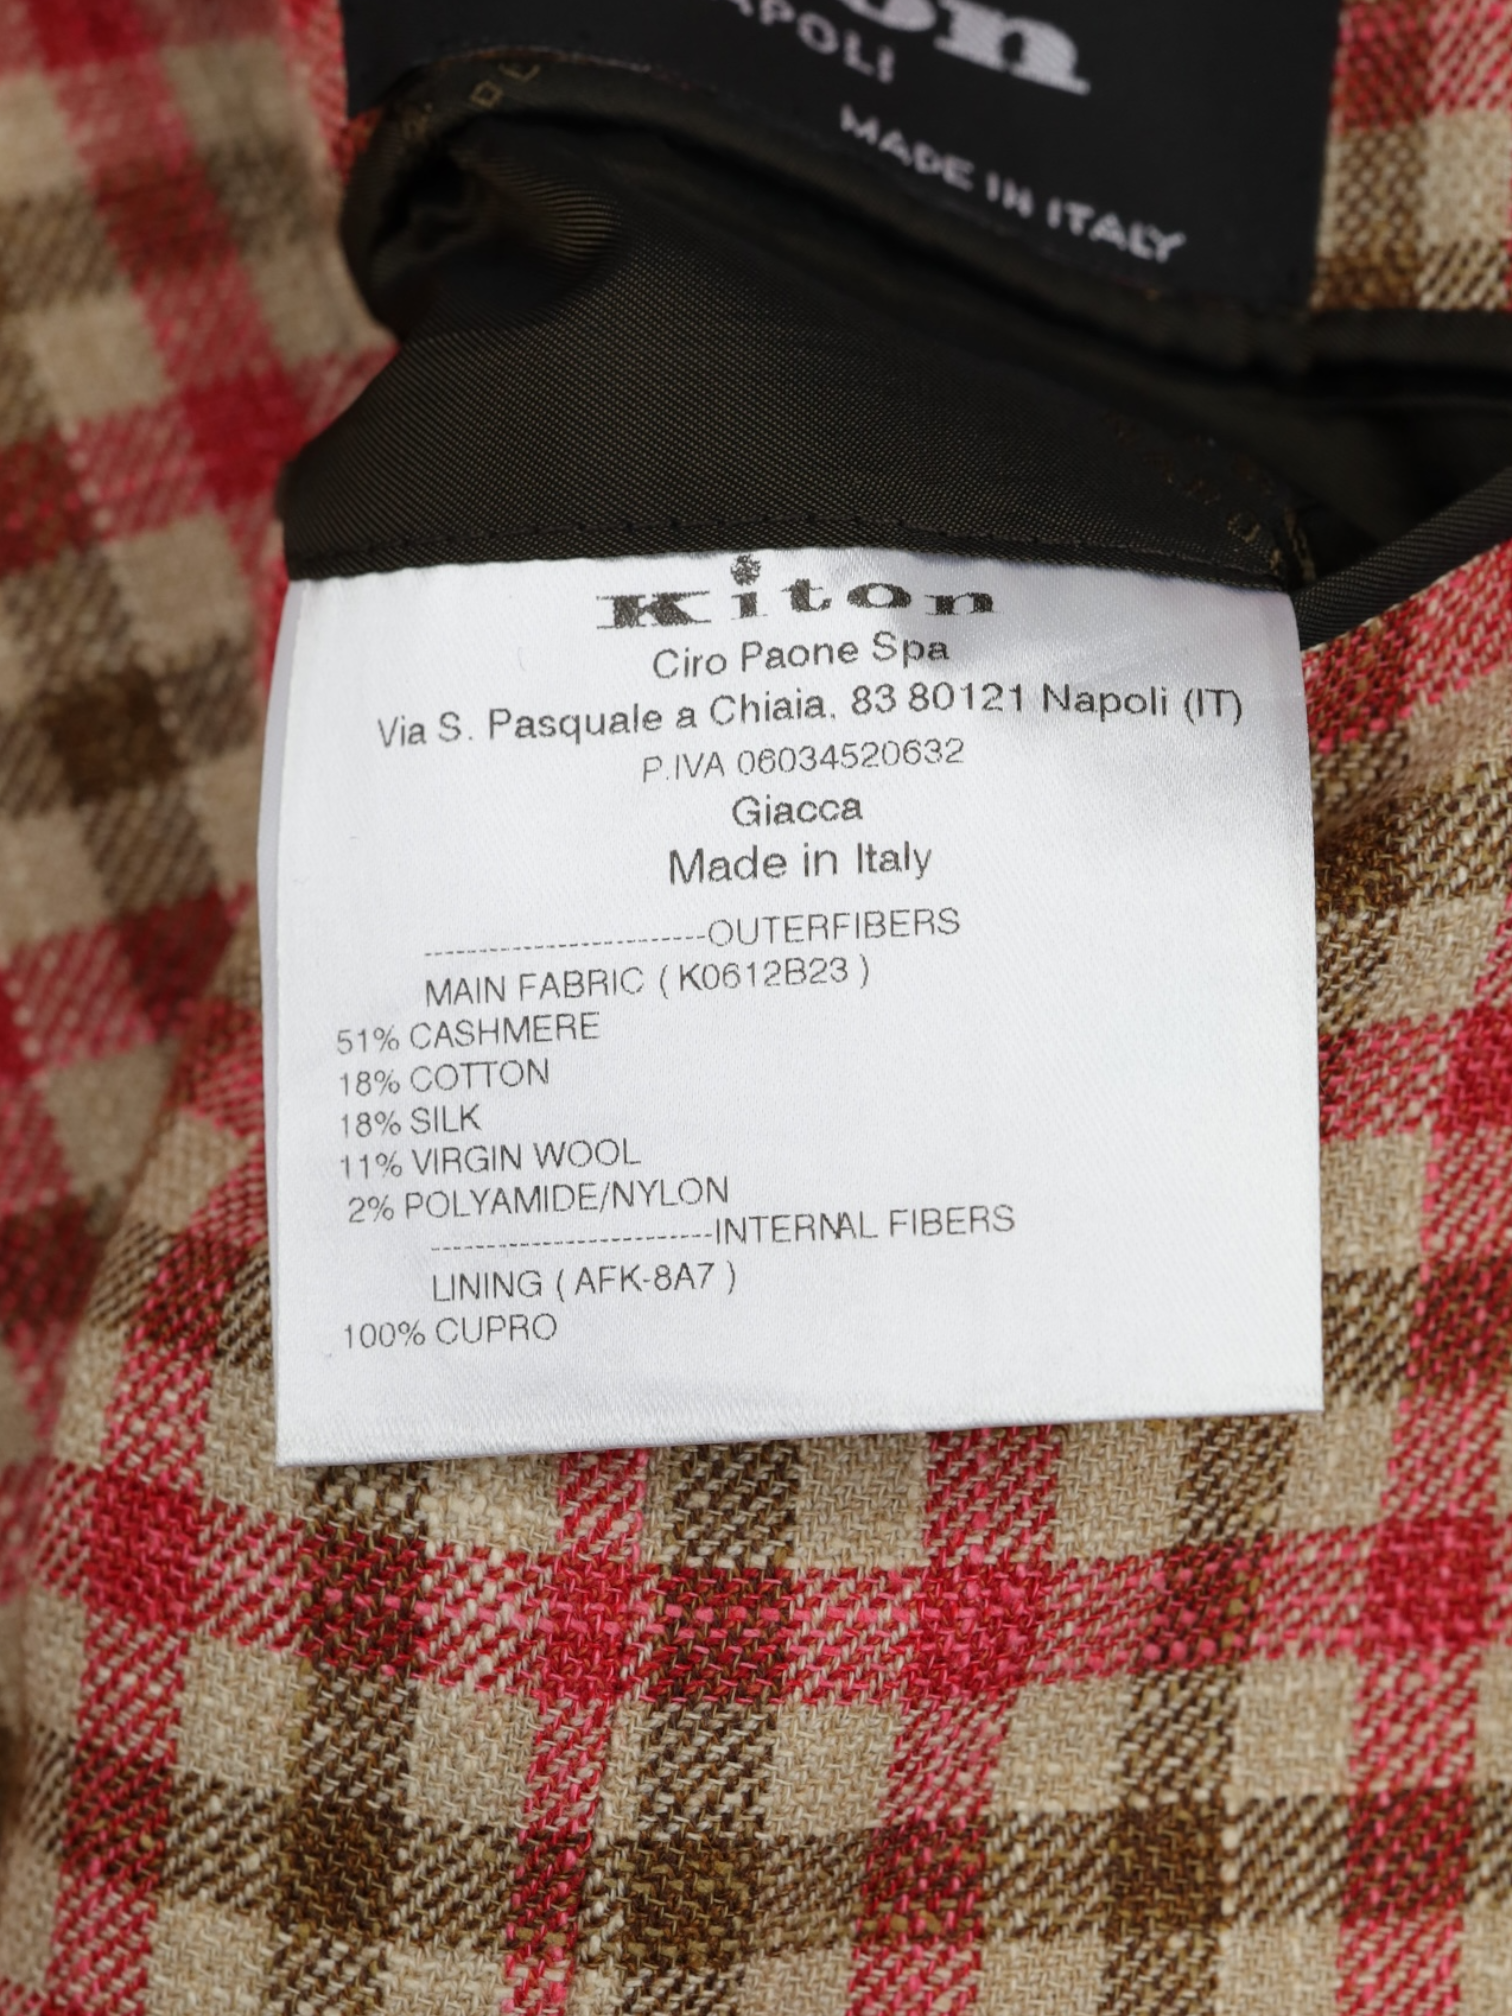 MADE IN ITALY
Kiton
Ciro Paone Spa
Via S. Pasquale a Chiaia, 83 80121 Napoli (IT)
P.IVA 06034520632
Giacca
Made in Italy
-------------------------OUTERFIBERS
MAIN FABRIC ( K0612B23 )
51% CASHMERE
18% COTTON
18% SILK
11% VIRGIN WOOL
2% POLYAMIDE/NYLON
-------------------------INTERNAL FIBERS
LINING ( AFK-8A7 )
100% CUPRO